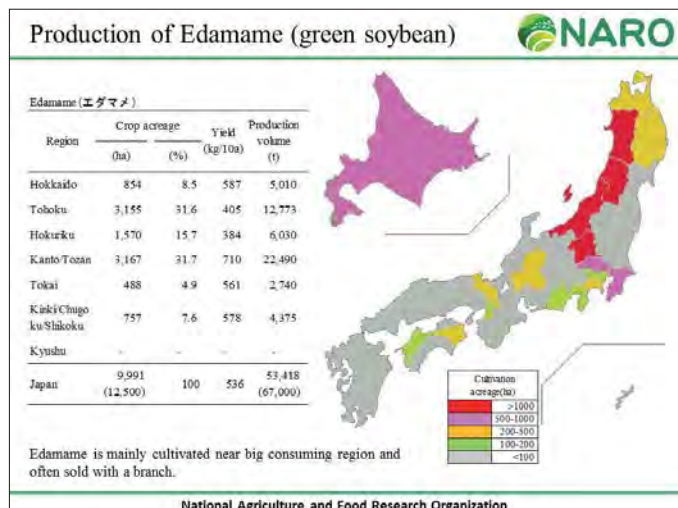 Production of Edamame (green soybean)
NARO
Edamame (エダマメ)
Region Crop acreage Yield (kg/10a) Production volume (t)
(ha) (%)
Hokkaido 854 8.5 587 5,010
Tohoku 3,155 31.6 405 12,773
Hokuriku 1,570 15.7 384 6,030
Kanto/Tozan 3,167 31.7 710 22,490
Tokai 488 4.9 561 2,740
Kinki/Chugo
ku/Shikoku 757 7.6 578 4,375
Kyushu - - - -
Japan 9,991 (12,500) 100 536 53,418 (67,000)
Cultivation
acreage(ha)
>1000
500-1000
200-500
100-200
<100
Edamame is mainly cultivated near big consuming region and
often sold with a branch.
National Agriculture and Food Research Organization